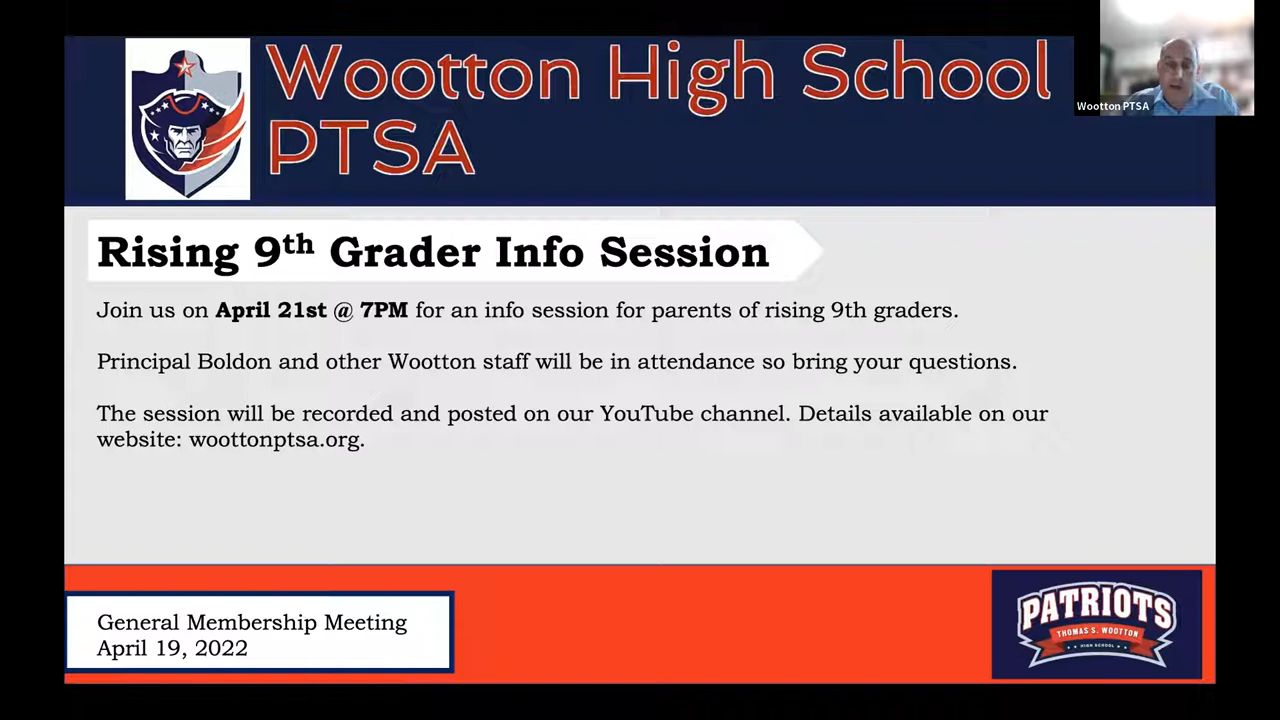 Wootton High School
PTSA
Wootton PTSA
Rising 9th Grader Info Session
Join us on April 21st @ 7PM for an info session for parents of rising 9th graders.
Principal Boldon and other Wootton staff will be in attendance so bring your questions.
The session will be recorded and posted on our YouTube channel. Details available on our
website: woottonptsa.org.
General Membership Meeting
April 19, 2022
PATRIOTS
THOMAS S. WOOTTON
HIGH SCHOOL